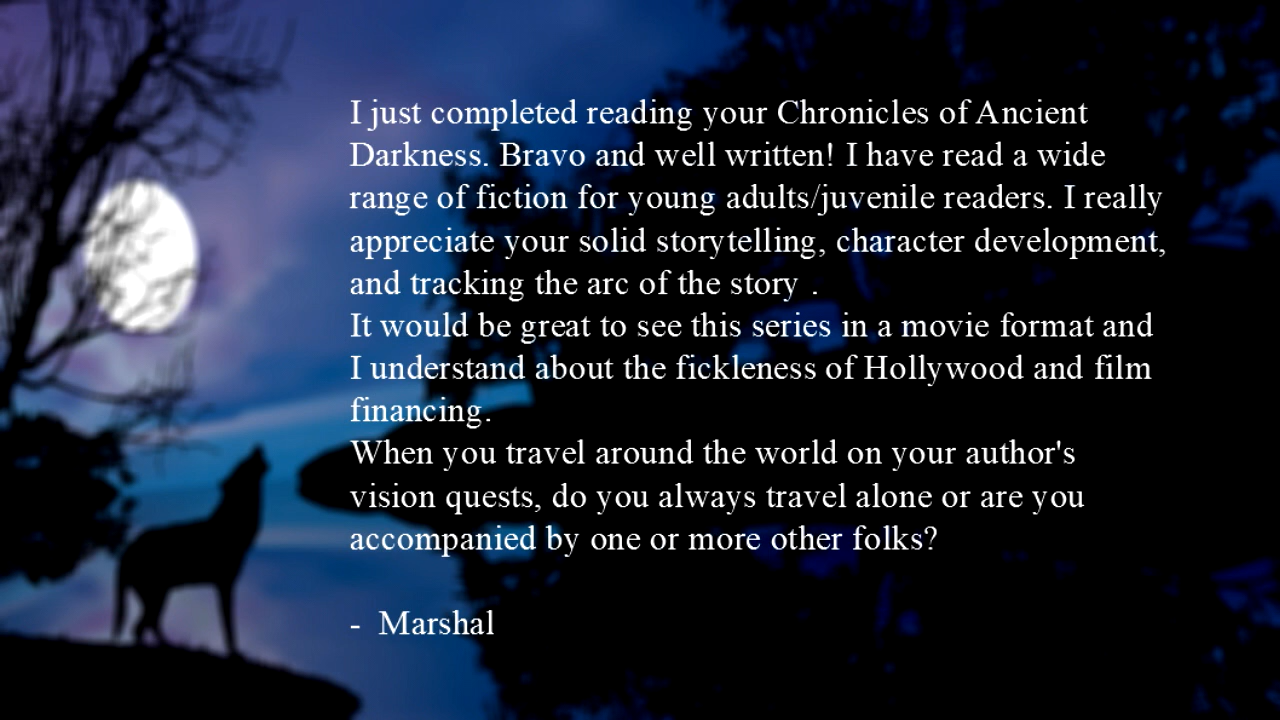 I just completed reading your Chronicles of Ancient
Darkness. Bravo and well written! I have read a wide
range of fiction for young adults/juvenile readers. I really
appreciate your solid storytelling, character development,
and tracking the arc of the story .
It would be great to see this series in a movie format and
I understand about the fickleness of Hollywood and film
financing.
When you travel around the world on your author's
vision quests, do you always travel alone or are you
accompanied by one or more other folks?
- Marshal